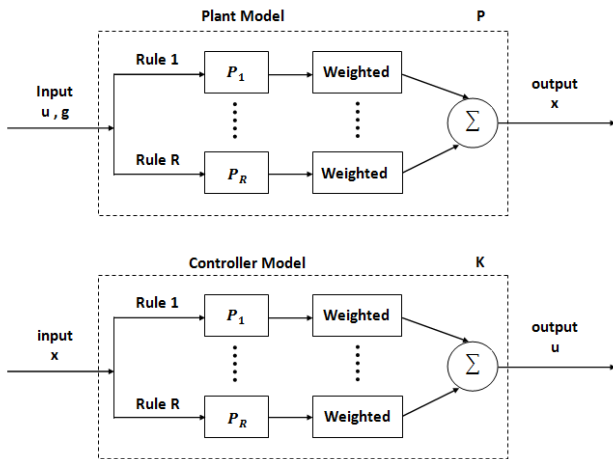 Plant Model
P
Rule 1
P1
Weighted
Input
u , g
output
x
Σ
Rule R
PR
Weighted
Controller Model
K
Rule 1
P1
Weighted
input
x
output
u
Σ
Rule R
PR
Weighted